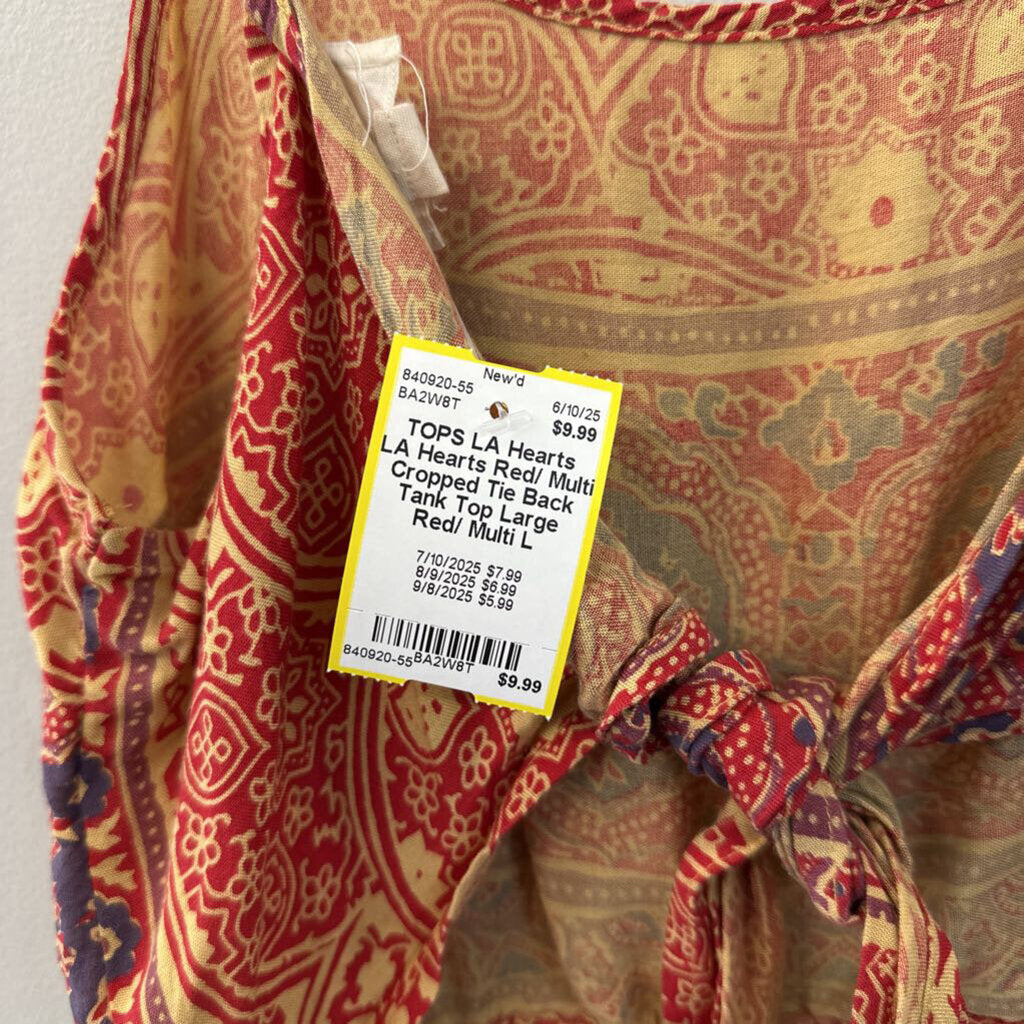 New'd
840920-55
BA2W8T
6/10/25
$9.99
TOPS LA Hearts
LA Hearts Red/ Multi
Cropped Tie Back
Tank Top Large
Red/ Multi L
7/10/2025 $7.99
8/9/2025 $6.99
9/8/2025 $5.99
840920-55 BA2W8T
$9.99